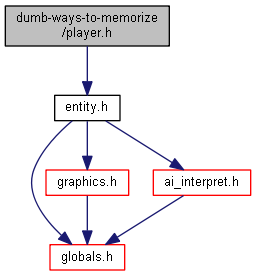 dumb-ways-to-memorize
/player.h
entity.h
graphics.h
ai_interpret.h
globals.h